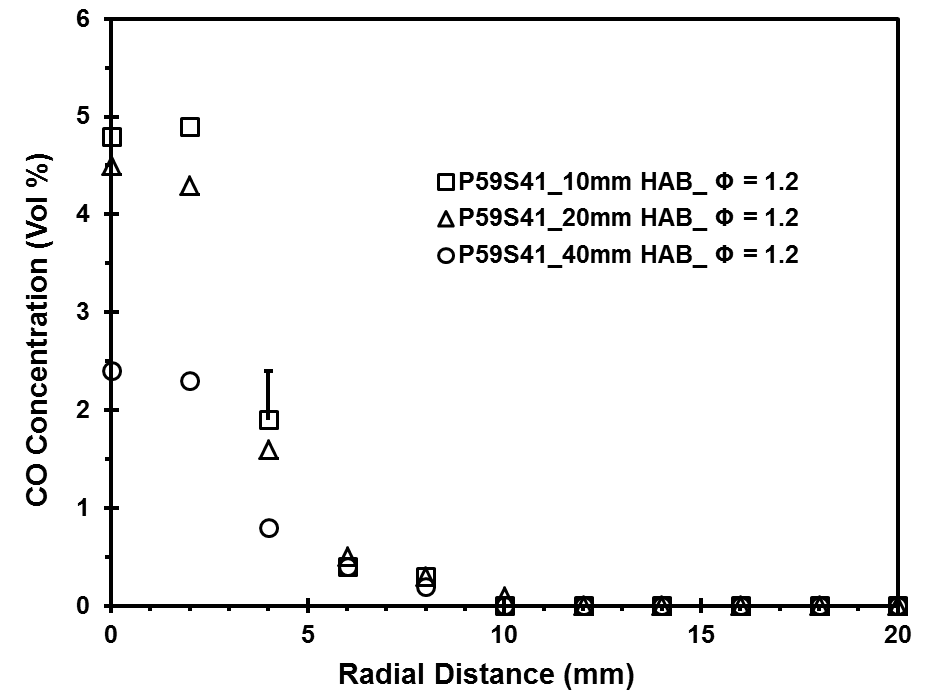 6
5
4
3
2
1
0
CO Concentration (Vol %)
P59S41_10mm HAB_ Φ = 1.2
P59S41_20mm HAB_ Φ = 1.2
P59S41_40mm HAB_ Φ = 1.2
0 5 10 15 20
Radial Distance (mm)